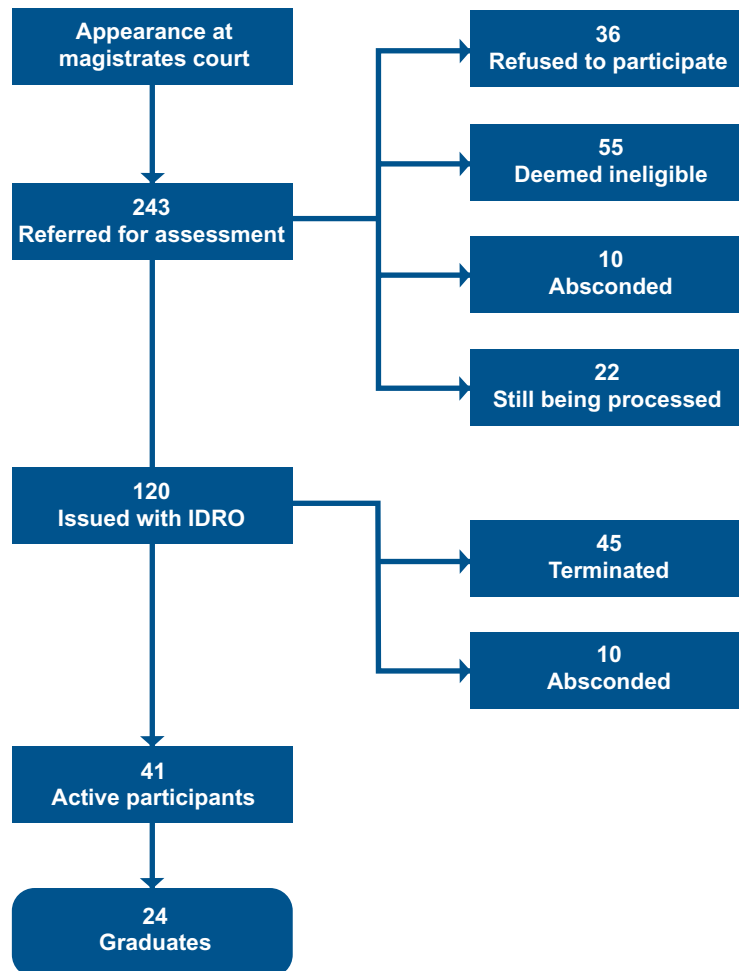 Appearance at
magistrates court
36
Refused to participate
55
Deemed ineligible
243
Referred for assessment
10
Absconded
22
Still being processed
120
Issued with IDRO
45
Terminated
10
Absconded
41
Active participants
24
Graduates